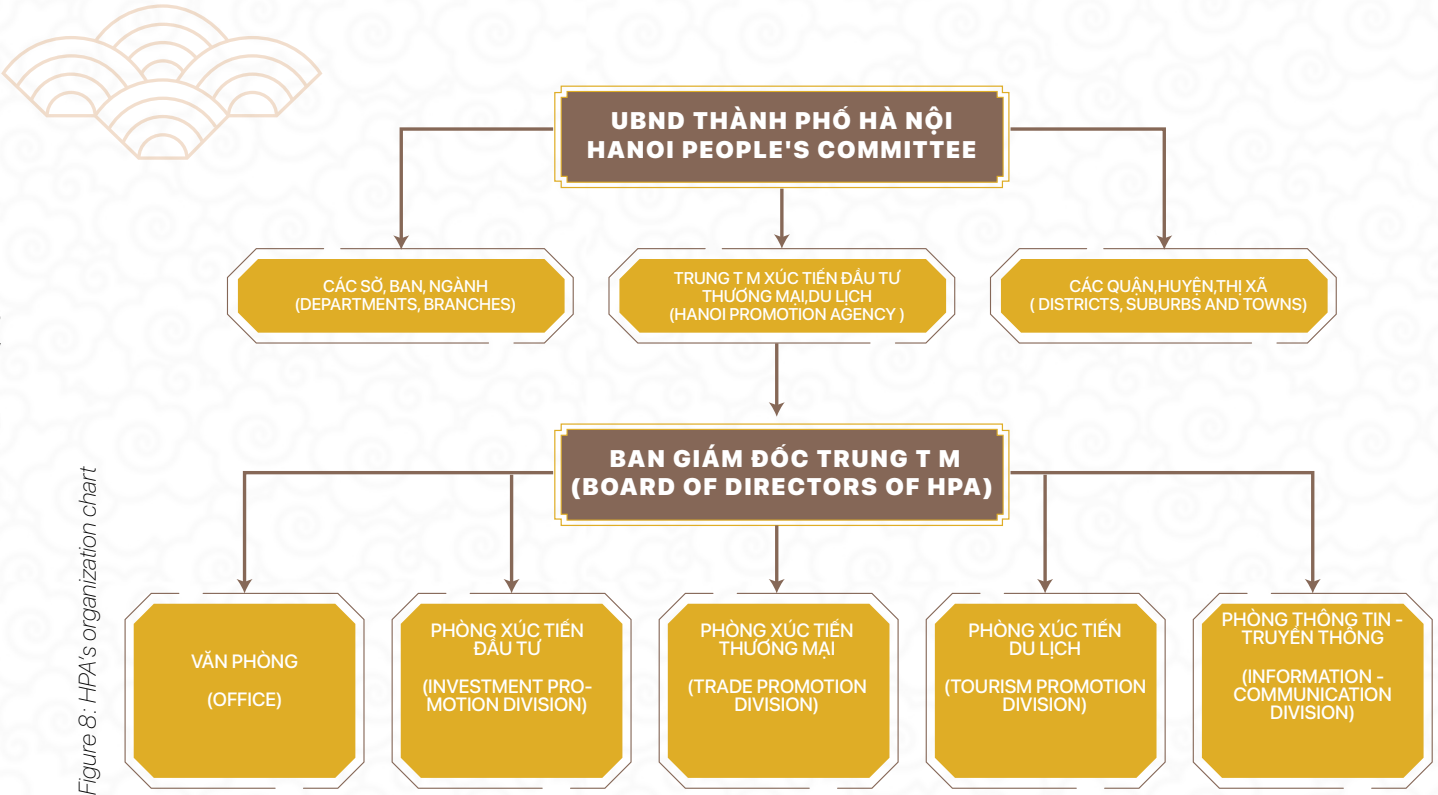 UBND THÀNH PHỐ HÀ NỘI
HANOI PEOPLE'S COMMITTEE
CÁC SỞ, BAN, NGÀNH
(DEPARTMENTS, BRANCHES)
TRUNG T M XÚC TIẾN ĐẦU TƯ
THƯƠNG MẠI,DU LỊCH
(HANOI PROMOTION AGENCY )
CÁC QUẬN,HUYỆN,THỊ XÃ
( DISTRICTS, SUBURBS AND TOWNS)
BAN GIÁM ĐỐC TRUNG T M
(BOARD OF DIRECTORS OF HPA)
VĂN PHÒNG
(OFFICE)
PHÒNG XÚC TIẾN
ĐẦU TƯ
(INVESTMENT PRO-
MOTION DIVISION)
PHÒNG XÚC TIẾN
THƯƠNG MẠI
(TRADE PROMOTION
DIVISION)
PHÒNG XÚC TIẾN
DU LỊCH
(TOURISM PROMOTION
DIVISION)
PHÒNG THÔNG TIN -
TRUYỀN THÔNG
(INFORMATION -
COMMUNICATION
DIVISION)
Figure 8: HPA's organization chart